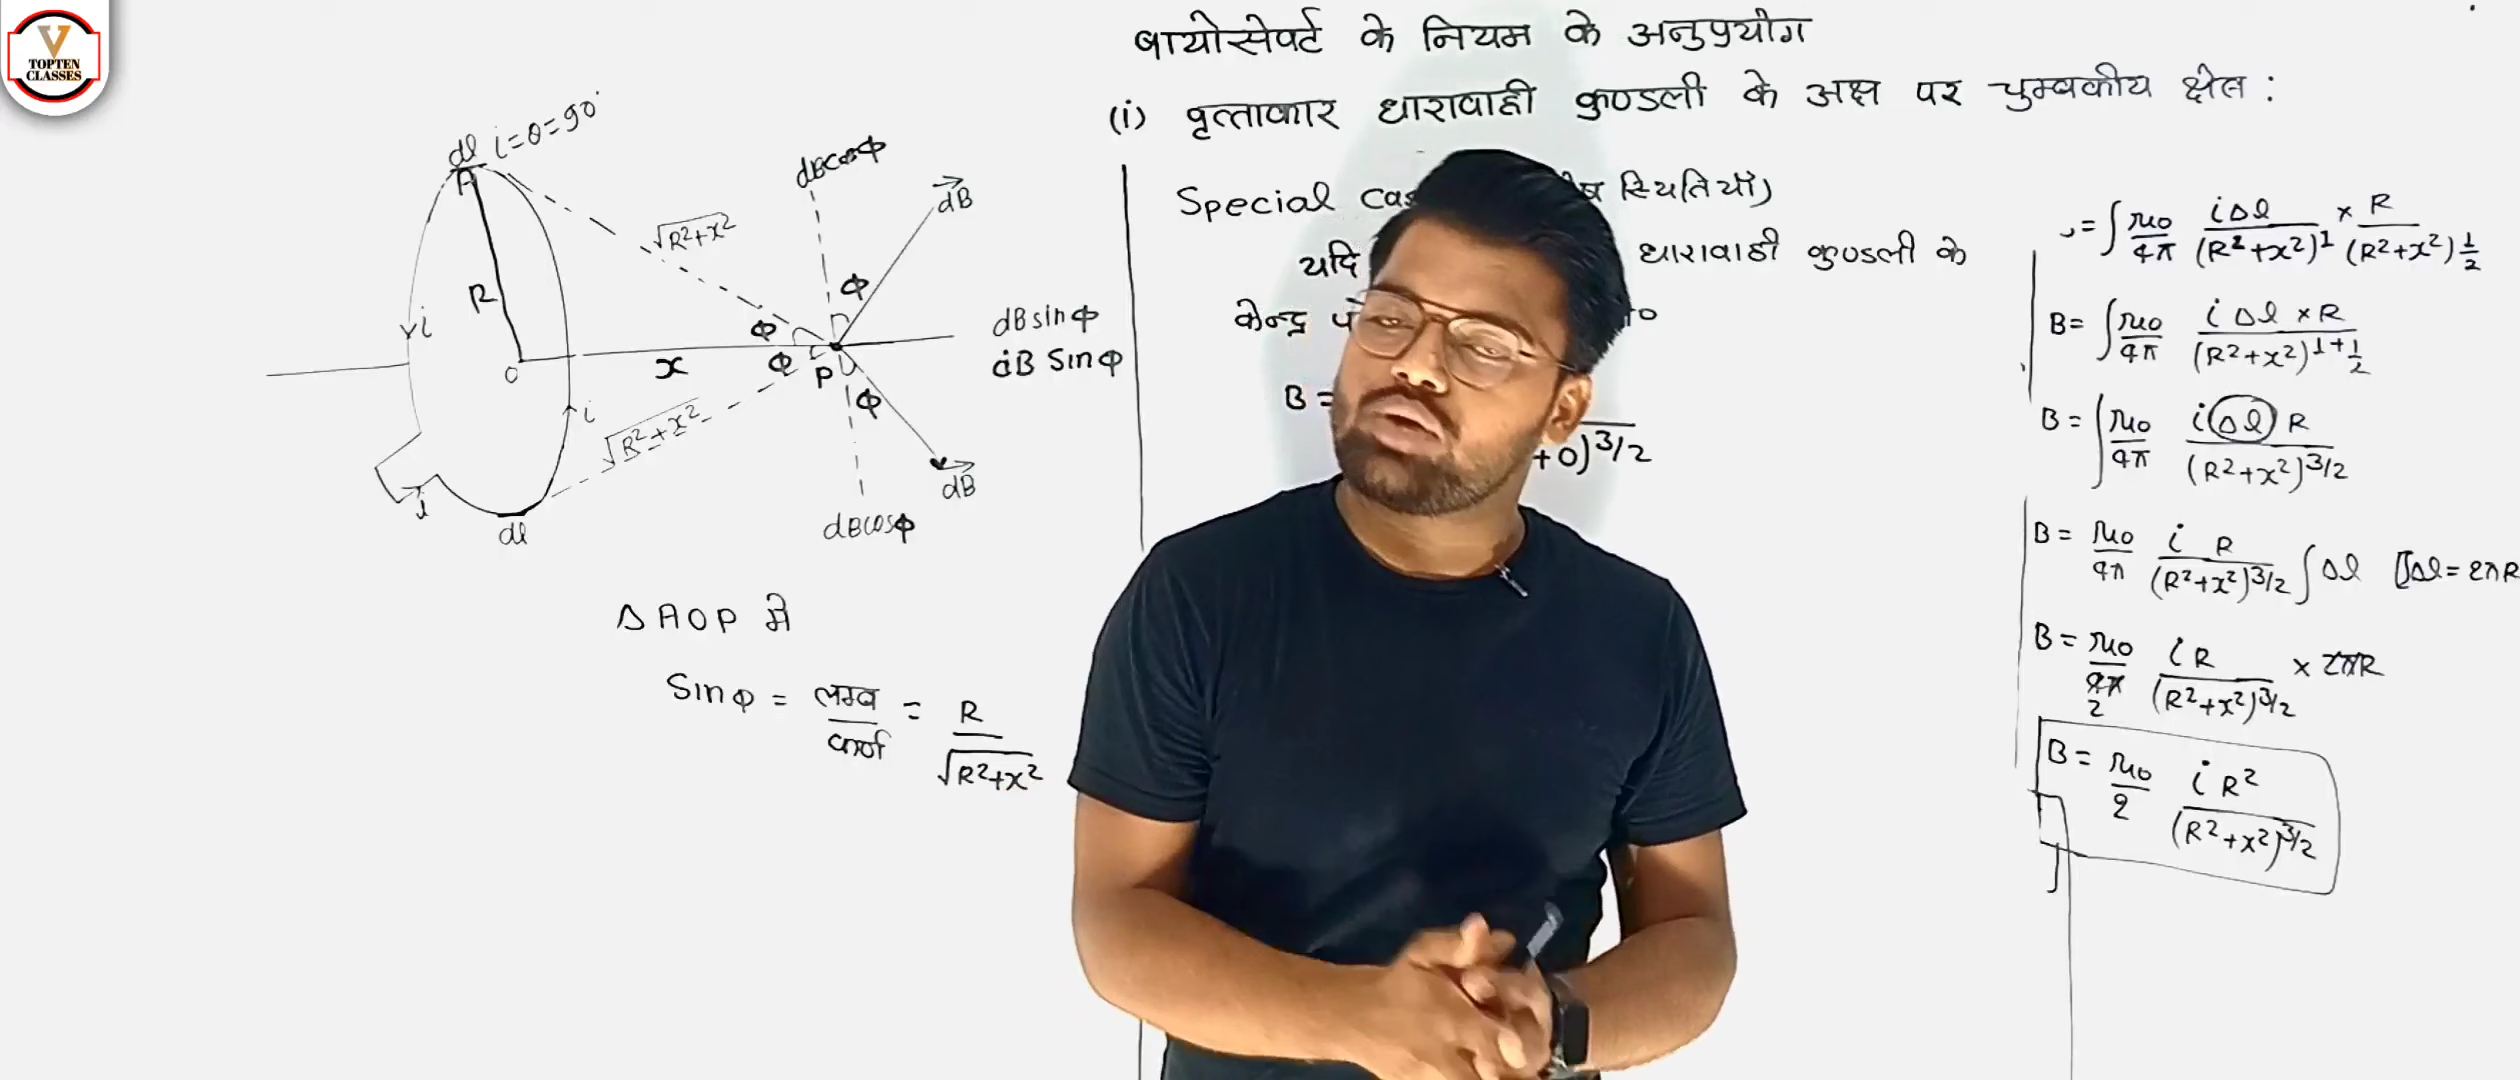 V
TOPTEN
CLASSES
बायोसेवर्ट के नियम के अनुप्रयोग
(i) वृत्ताकार धारावाही कुण्डली के अक्ष पर चुम्बकीय क्षेत्र :
dl i=θ=90°
A
R
i
O
x
√R²+x²
√R²+x²
i
i
dl
dBcosΦ
dB
Φ
Φ
Φ
P
Φ
dB sinΦ
dB SinΦ
dB
dBcosΦ
Δ AOP में
SinΦ = लम्ब/कर्ण = R/√R²+x²
Special स्थितियाँ)
यदि धारावाही कुण्डली के
केन्द्र
B =
+0)^3/2
= ∫ μ₀/4π iΔl/(R²+x²)^1 × R/(R²+x²)^1/2
B = ∫ μ₀/4π iΔl×R/(R²+x²)^1+1/2
B = ∫ μ₀/4π iΔl R/(R²+x²)^3/2
B = μ₀/4π i R/(R²+x²)^3/2 ∫Δl [∫Δl = 2πR
B = μ₀/4π iR/(R²+x²)^3/2 × 2πR
2
B = μ₀/2 i R²/(R²+x²)^3/2